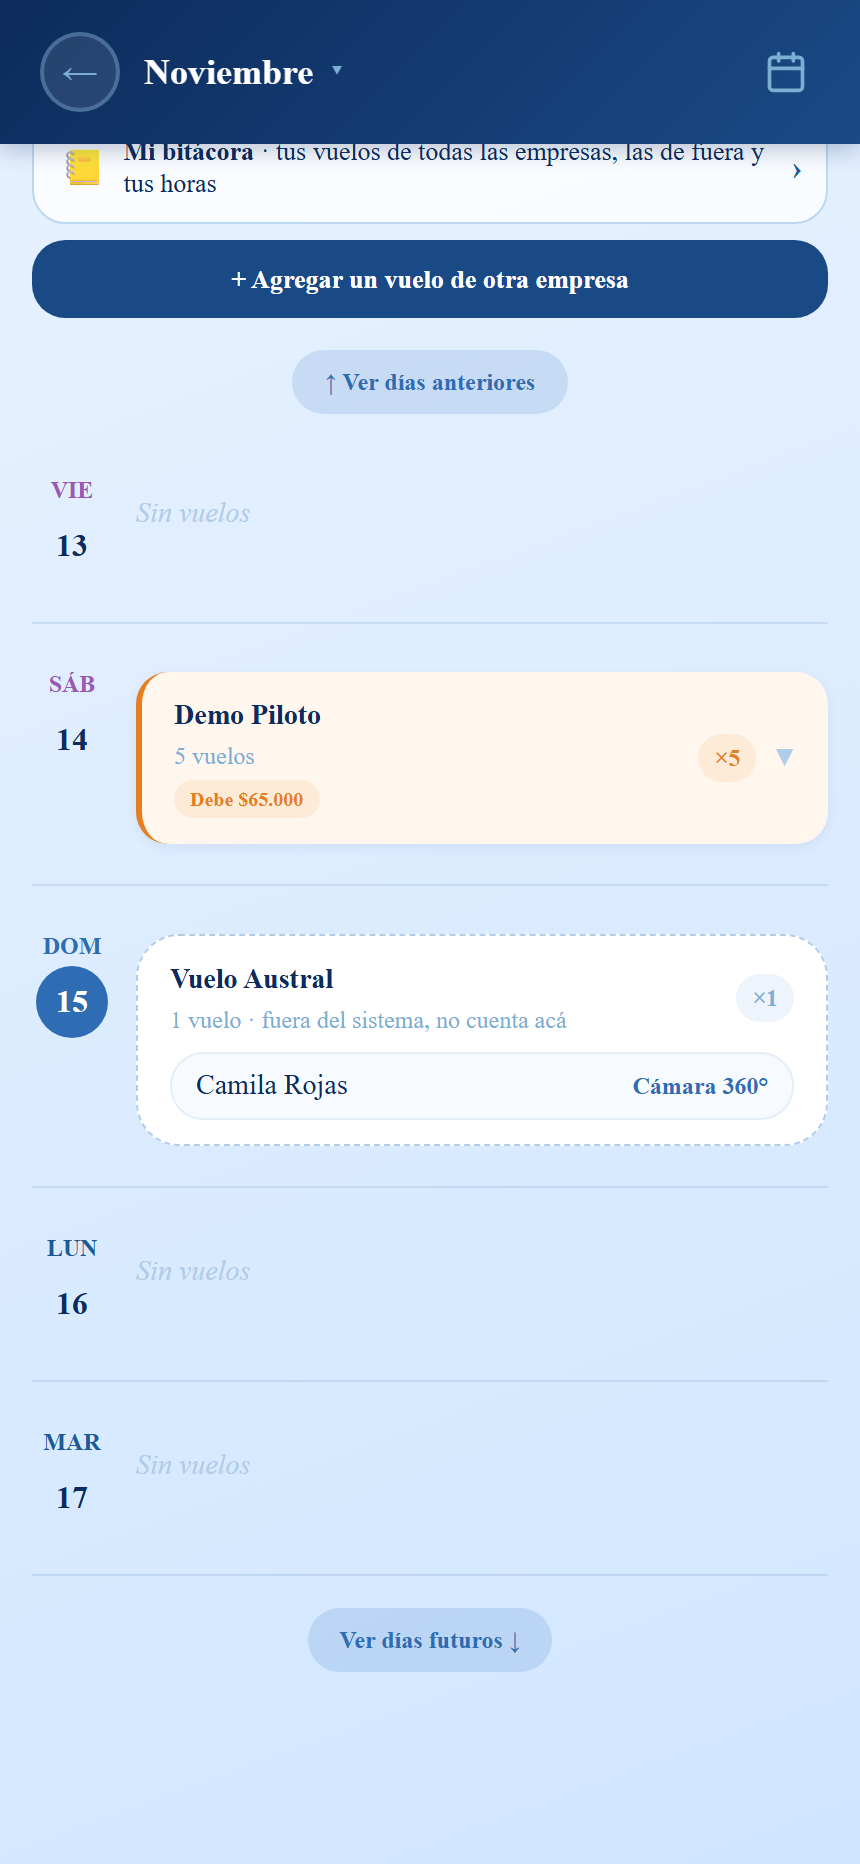 ← Noviembre ▼
Mi bitácora · tus vuelos de todas las empresas, las de fuera y
tus horas ›
+ Agregar un vuelo de otra empresa
↑ Ver días anteriores
VIE
13
Sin vuelos
SÁB
14
Demo Piloto
5 vuelos
Debe $65.000
×5 ▼
DOM
15
Vuelo Austral
1 vuelo · fuera del sistema, no cuenta acá
×1
Camila Rojas
Cámara 360°
LUN
16
Sin vuelos
MAR
17
Sin vuelos
Ver días futuros ↓